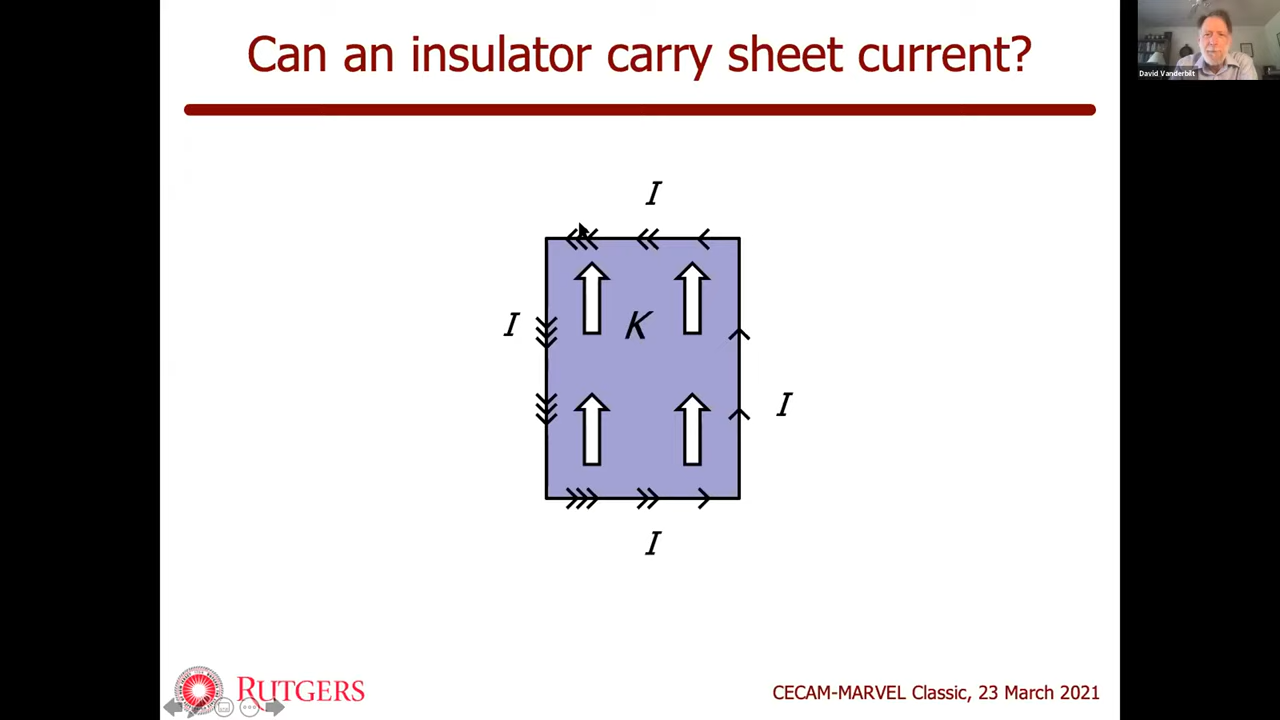 Can an insulator carry sheet current?
David Vanderbilt
I
I
K
I
I
RUTGERS
CECAM-MARVEL Classic, 23 March 2021